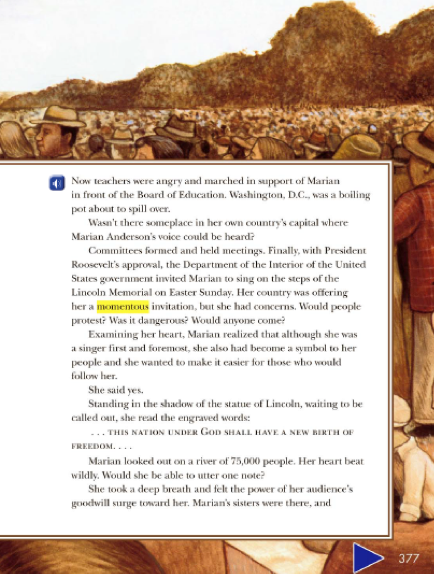 Now teachers were angry and marched in support of Marian
in front of the Board of Education. Washington, D.C., was a boiling
pot about to spill over.
Wasn't there someplace in her own country's capital where
Marian Anderson's voice could be heard?
Committees formed and held meetings. Finally, with President
Roosevelt's approval, the Department of the Interior of the United
States government invited Marian to sing on the steps of the
Lincoln Memorial on Easter Sunday. Her country was offering
her a momentous invitation, but she had concerns. Would people
protest? Was it dangerous? Would anyone come?
Examining her heart, Marian realized that although she was
a singer first and foremost, she also had become a symbol to her
people and she wanted to make it easier for those who would
follow her.
She said yes.
Standing in the shadow of the statue of Lincoln, waiting to be
called out, she read the engraved words:
. . . THIS NATION UNDER GOD SHALL HAVE A NEW BIRTH OF
FREEDOM. . . .
Marian looked out on a river of 75,000 people. Her heart beat
wildly. Would she be able to utter one note?
She took a deep breath and felt the power of her audience's
goodwill surge toward her. Marian's sisters were there, and
377